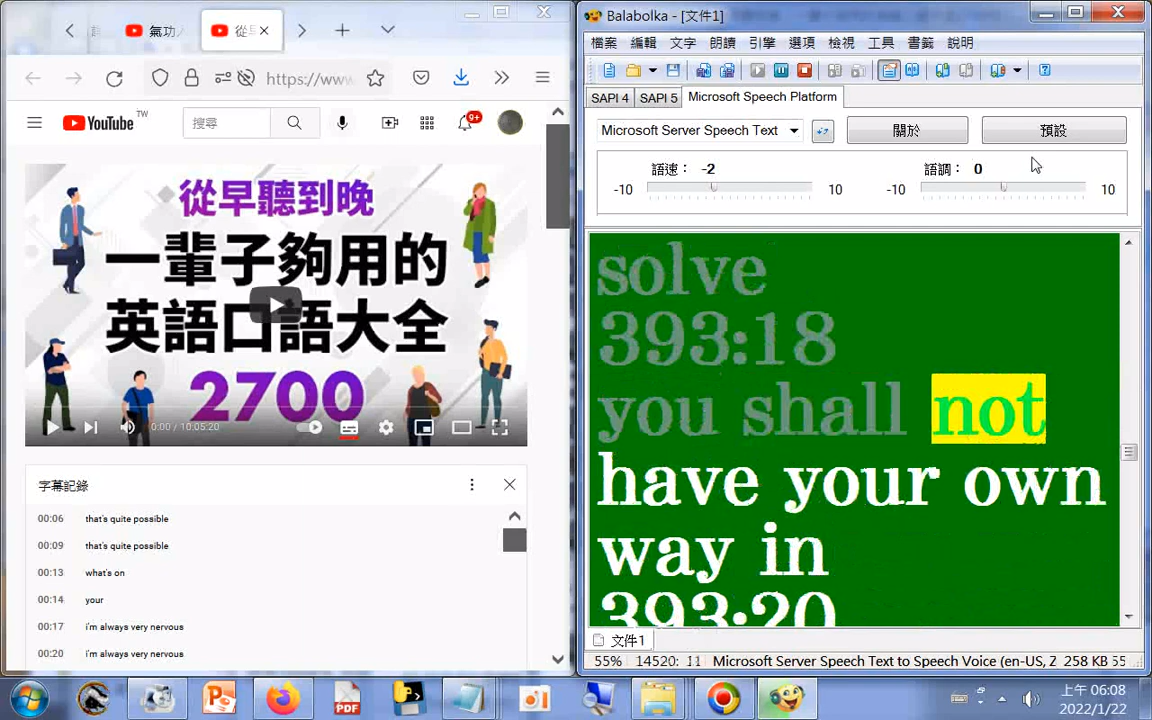 氣功
從
https://www
YouTube TW
搜尋
9+
從早聽到晚
一輩子夠用的
英語口語大全
2700
0:00 / 10:05:20
字幕記錄
00:06 that's quite possible
00:09 that's quite possible
00:13 what's on
00:14 your
00:17 i'm always very nervous
00:20 i'm always very nervous
Balabolka - [文件1]
檔案 編輯 文字 朗讀 引擎 選項 檢視 工具 書籤 說明
SAPI 4 SAPI 5 Microsoft Speech Platform
Microsoft Server Speech Text
關於
預設
語速： -2
語調： 0
-10 10 -10 10
solve
393:18
you shall not
have your own
way in
393:20
文件1
55% 14520: 11 Microsoft Server Speech Text to Speech Voice (en-US, Z 258 KB 55
PDF
上午 06:08
2022/1/22